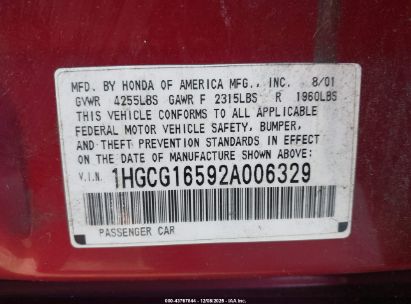 MFD. BY HONDA OF AMERICA MFG., INC. 8/01
GVWR 4255LBS GAWR F 2315LBS R 1960LBS
THIS VEHICLE CONFORMS TO ALL APPLICABLE
FEDERAL MOTOR VEHICLE SAFETY, BUMPER,
AND THEFT PREVENTION STANDARDS IN EFFECT
ON THE DATE OF MANUFACTURE SHOWN ABOVE:
V.I.N. 1HGCG16592A006329
PASSENGER CAR